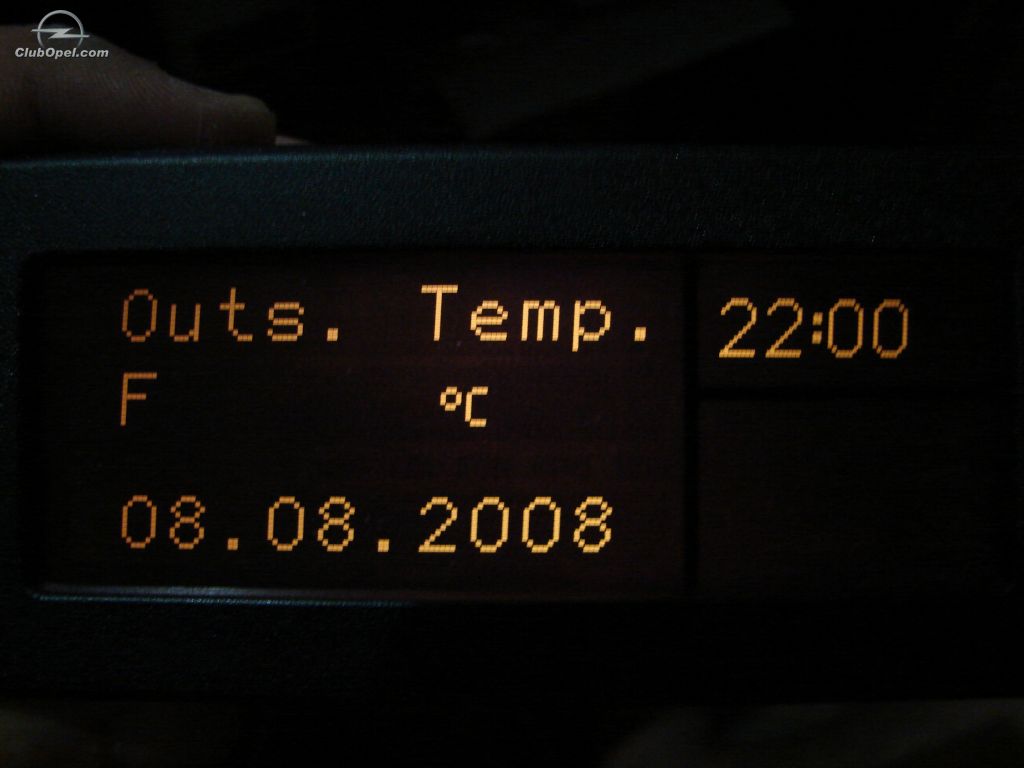 ClubOpel.com
Outs. Temp.
22:00
F °C
08.08.2008